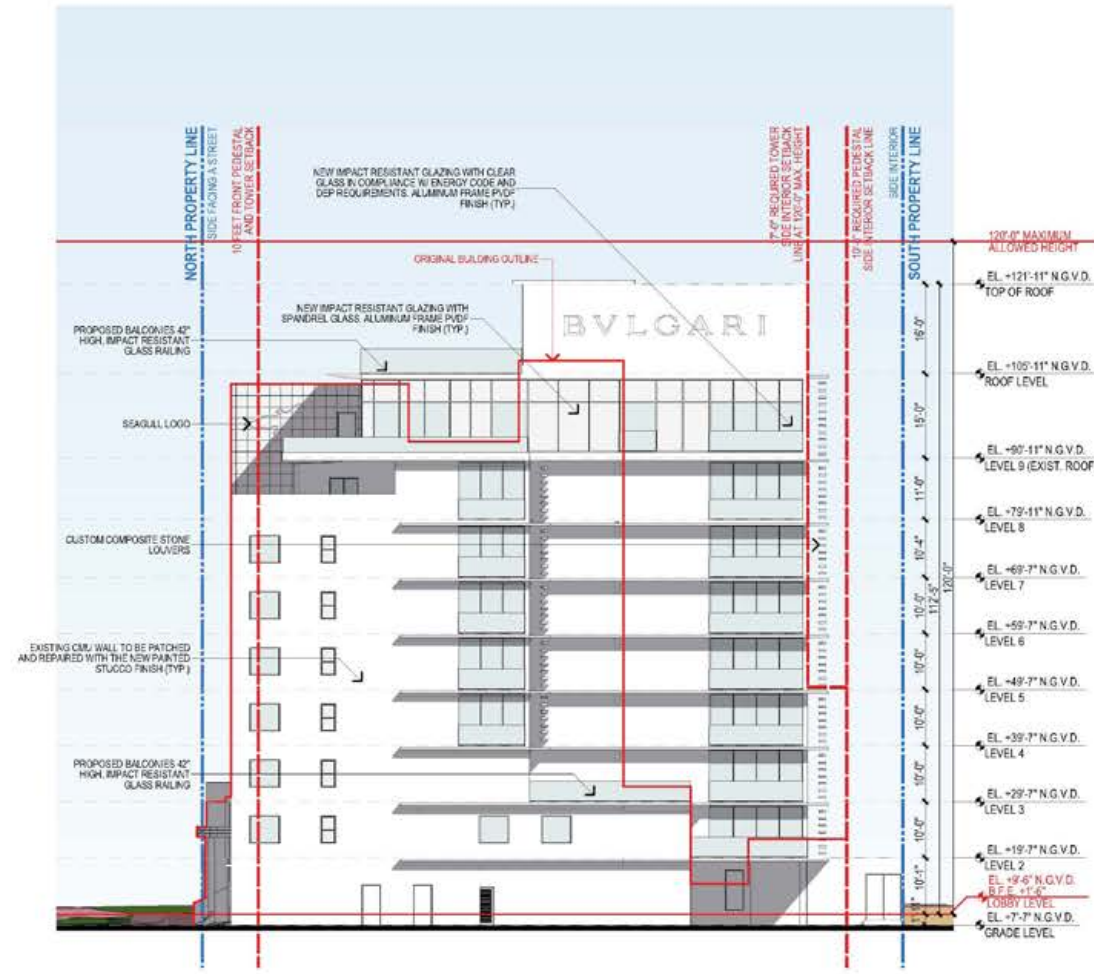 NORTH PROPERTY LINE
SIDE FACING A STREET
10 FEET FRONT PEDESTAL
AND TOWER SETBACK
NEW IMPACT RESISTANT GLAZING WITH CLEAR
GLASS IN COMPLIANCE W/ ENERGY CODE AND
DEP REQUIREMENTS. ALUMINUM FRAME PVDF
FINISH (TYP.)
REQUIRED TOWER
SIDE INTERIOR SETBACK
LINE AT 120'-0" MAX. HEIGHT
REQUIRED PEDESTAL
SIDE INTERIOR SETBACK LINE
SIDE INTERIOR
SOUTH PROPERTY LINE
120'-0" MAXIMUM
ALLOWED HEIGHT
ORIGINAL BUILDING OUTLINE
EL. +121'-11" N.G.V.D.
TOP OF ROOF
NEW IMPACT RESISTANT GLAZING WITH
SPANDREL GLASS. ALUMINUM FRAME PVDF
FINISH (TYP.)
BVLGARI
16'-0"
PROPOSED BALCONIES 42"
HIGH, IMPACT RESISTANT
GLASS RAILING
EL. +105'-11" N.G.V.D.
ROOF LEVEL
15'-0"
SEAGULL LOGO
EL. +90'-11" N.G.V.D.
LEVEL 9 (EXIST. ROOF
11'-0"
EL. +79'-11" N.G.V.D.
LEVEL 8
CUSTOM COMPOSITE STONE
LOUVERS
10'-4"
EL. +69'-7" N.G.V.D.
LEVEL 7
10'-0"
112'-5"
120'-0"
EL. +59'-7" N.G.V.D.
LEVEL 6
EXISTING CMU WALL TO BE PATCHED
AND REPAIRED WITH THE NEW PAINTED
STUCCO FINISH (TYP.)
10'-0"
EL. +49'-7" N.G.V.D.
LEVEL 5
10'-0"
EL. +39'-7" N.G.V.D.
LEVEL 4
PROPOSED BALCONIES 42"
HIGH, IMPACT RESISTANT
GLASS RAILING
10'-0"
EL. +29'-7" N.G.V.D.
LEVEL 3
10'-0"
EL. +19'-7" N.G.V.D.
LEVEL 2
10'-1"
EL. +9'-6" N.G.V.D.
B.F.E. +1'-6"
LOBBY LEVEL
1'-11"
EL. +7'-7" N.G.V.D.
GRADE LEVEL